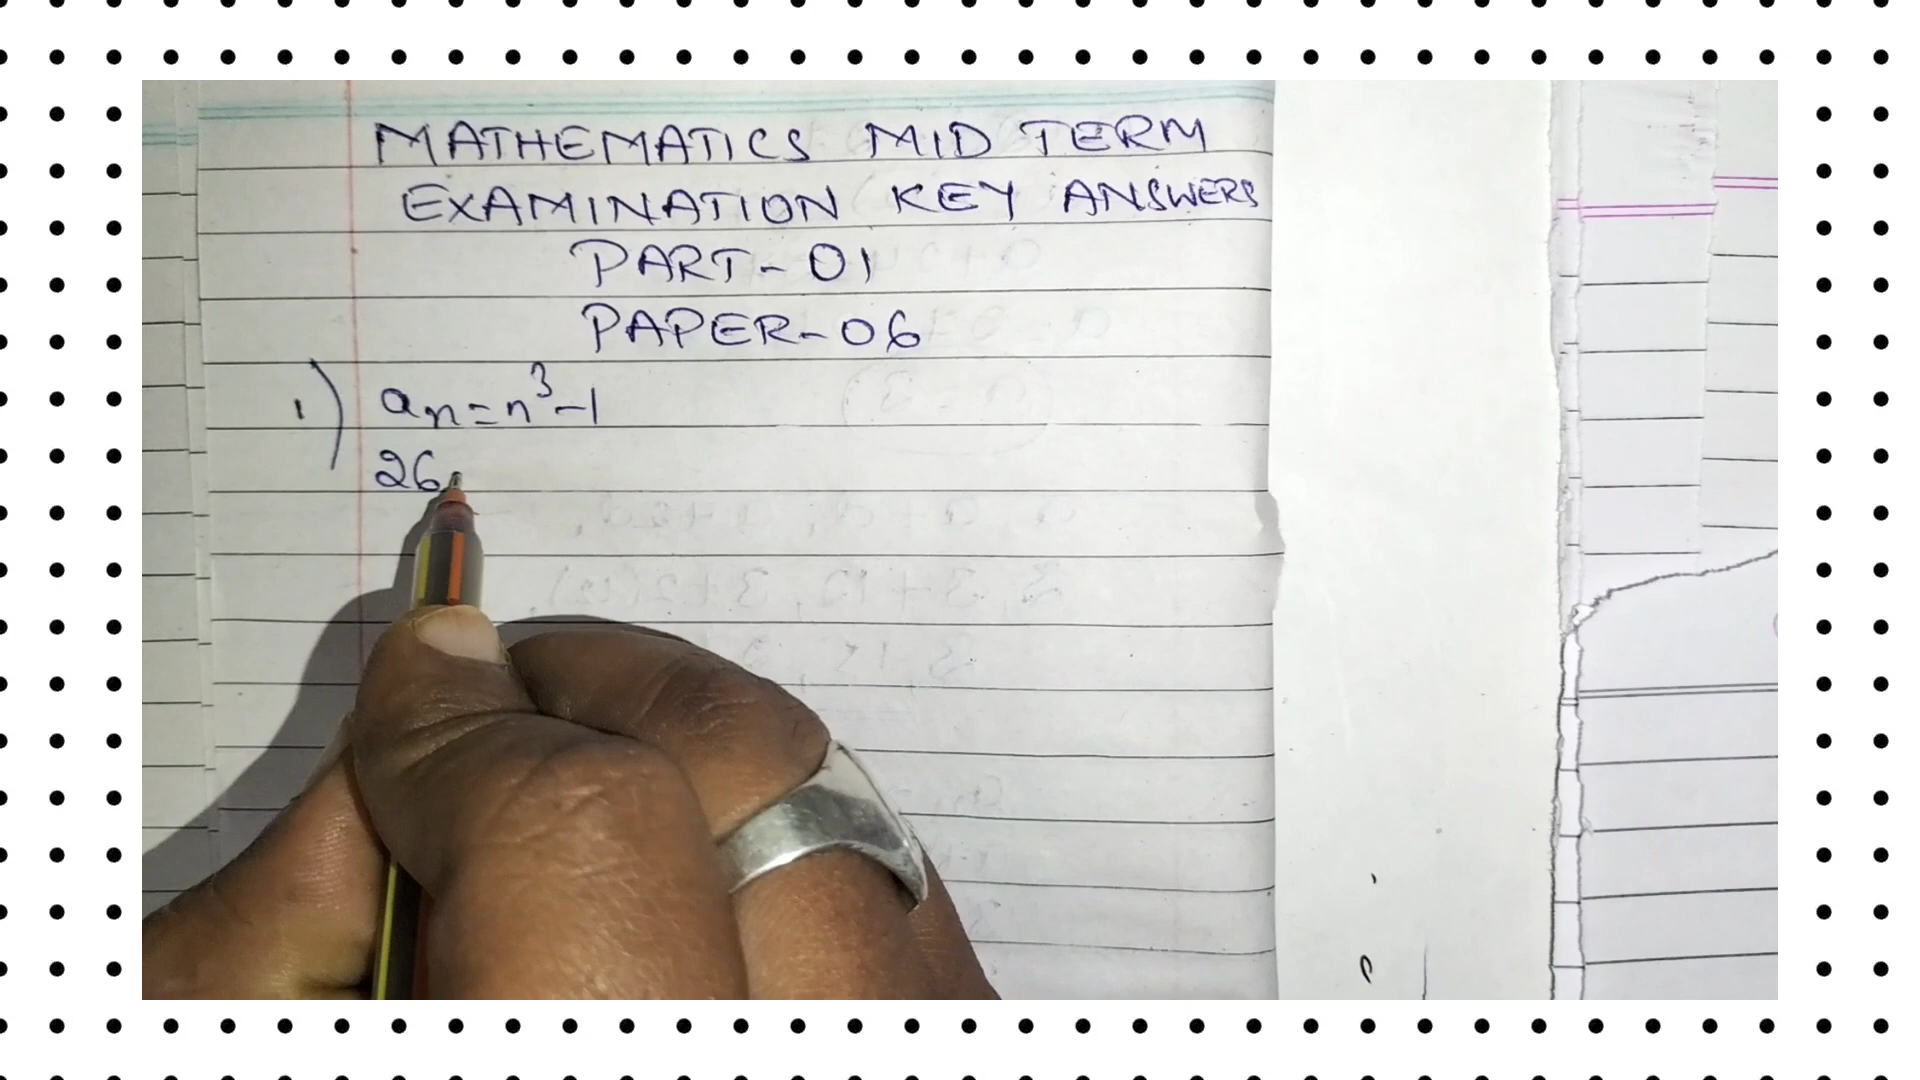 MATHEMATICS MID TERM
EXAMINATION KEY ANSWERS
PART-01
PAPER-06
1) aₙ=n³-1
26